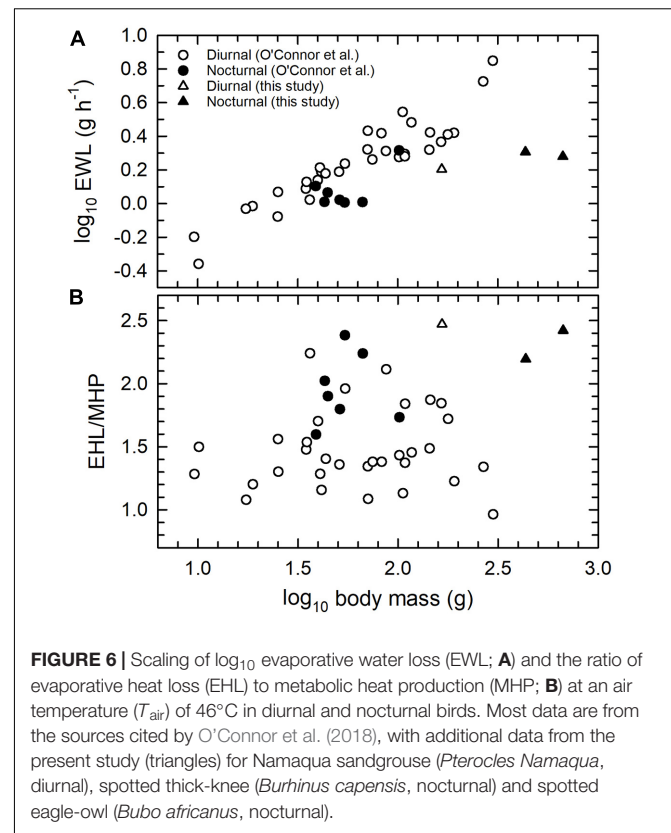 A
Diurnal (O'Connor et al.)
Nocturnal (O'Connor et al.)
Diurnal (this study)
Nocturnal (this study)
log10 EWL (g h-1)
1.0
0.8
0.6
0.4
0.2
0.0
-0.2
-0.4
B
EHL/MHP
2.5
2.0
1.5
1.0
1.0 1.5 2.0 2.5 3.0
log10 body mass (g)
FIGURE 6 | Scaling of log10 evaporative water loss (EWL; A) and the ratio of
evaporative heat loss (EHL) to metabolic heat production (MHP; B) at an air
temperature (Tair) of 46°C in diurnal and nocturnal birds. Most data are from
the sources cited by O'Connor et al. (2018), with additional data from the
present study (triangles) for Namaqua sandgrouse (Pterocles Namaqua,
diurnal), spotted thick-knee (Burhinus capensis, nocturnal) and spotted
eagle-owl (Bubo africanus, nocturnal).